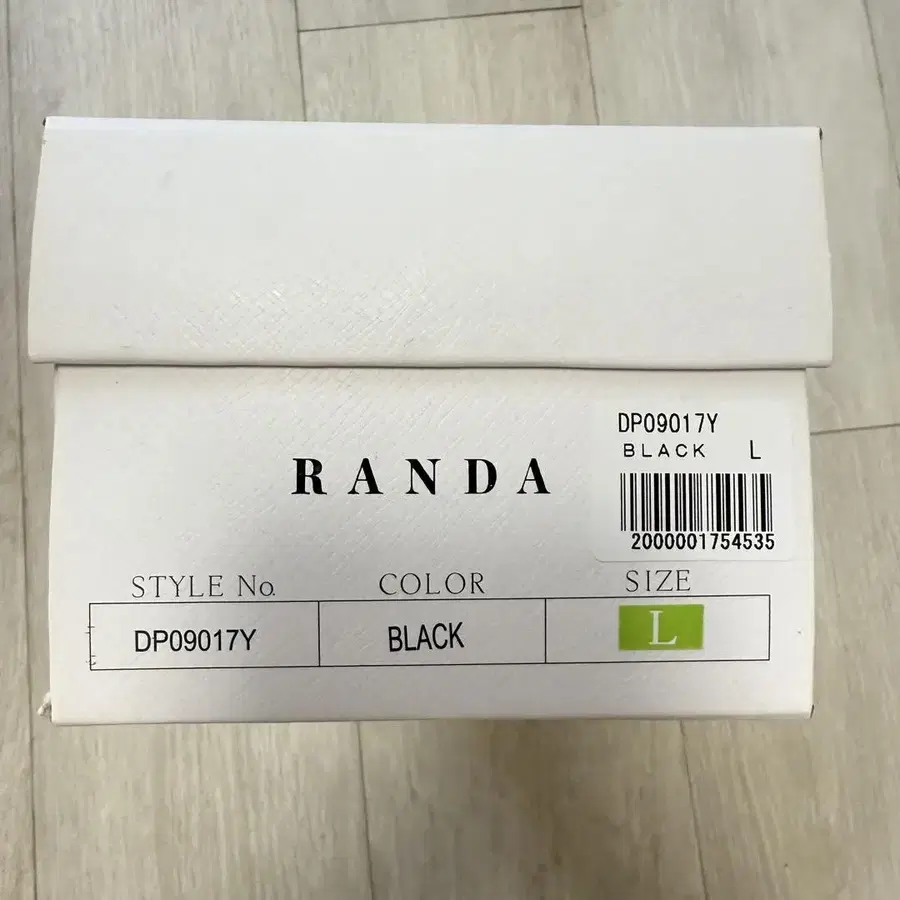 DP09017Y
BLACK L
RANDA
2000001754535
STYLE No. COLOR SIZE
DP09017Y BLACK L